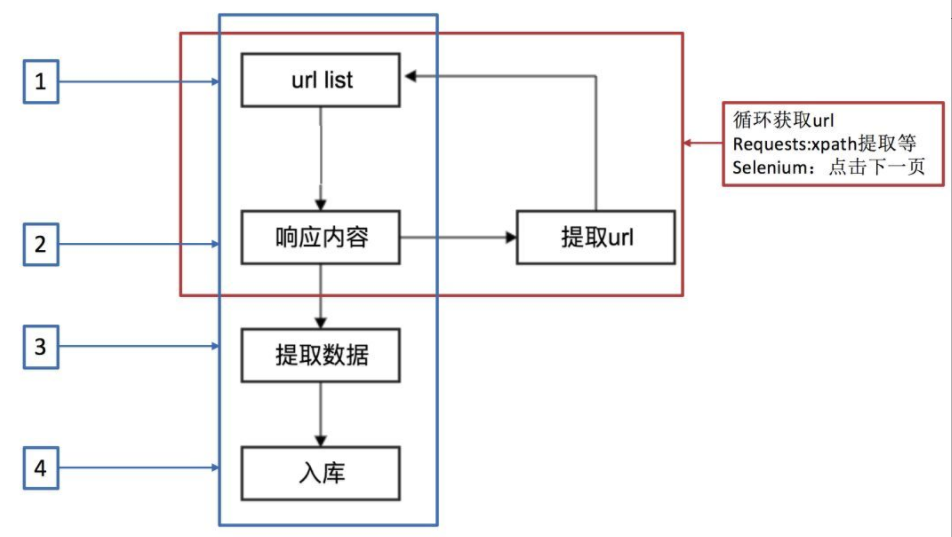 1
url list
循环获取url
Requests:xpath提取等
Selenium：点击下一页
2
响应内容
提取url
3
提取数据
4
入库